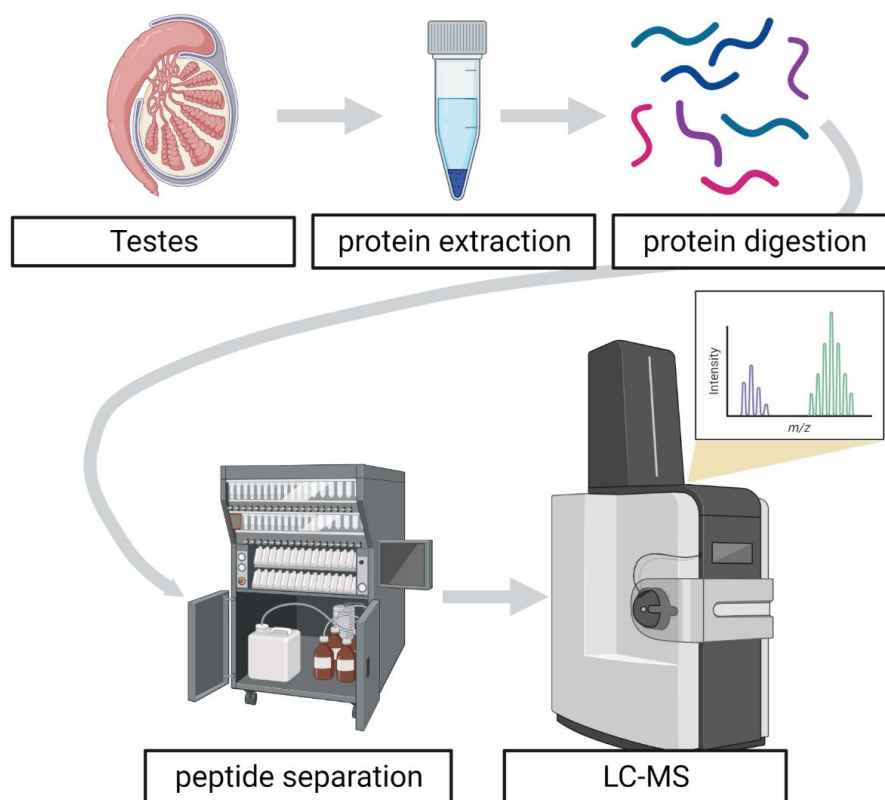 Testes
protein extraction
protein digestion
Intensity
m/z
peptide separation
LC-MS